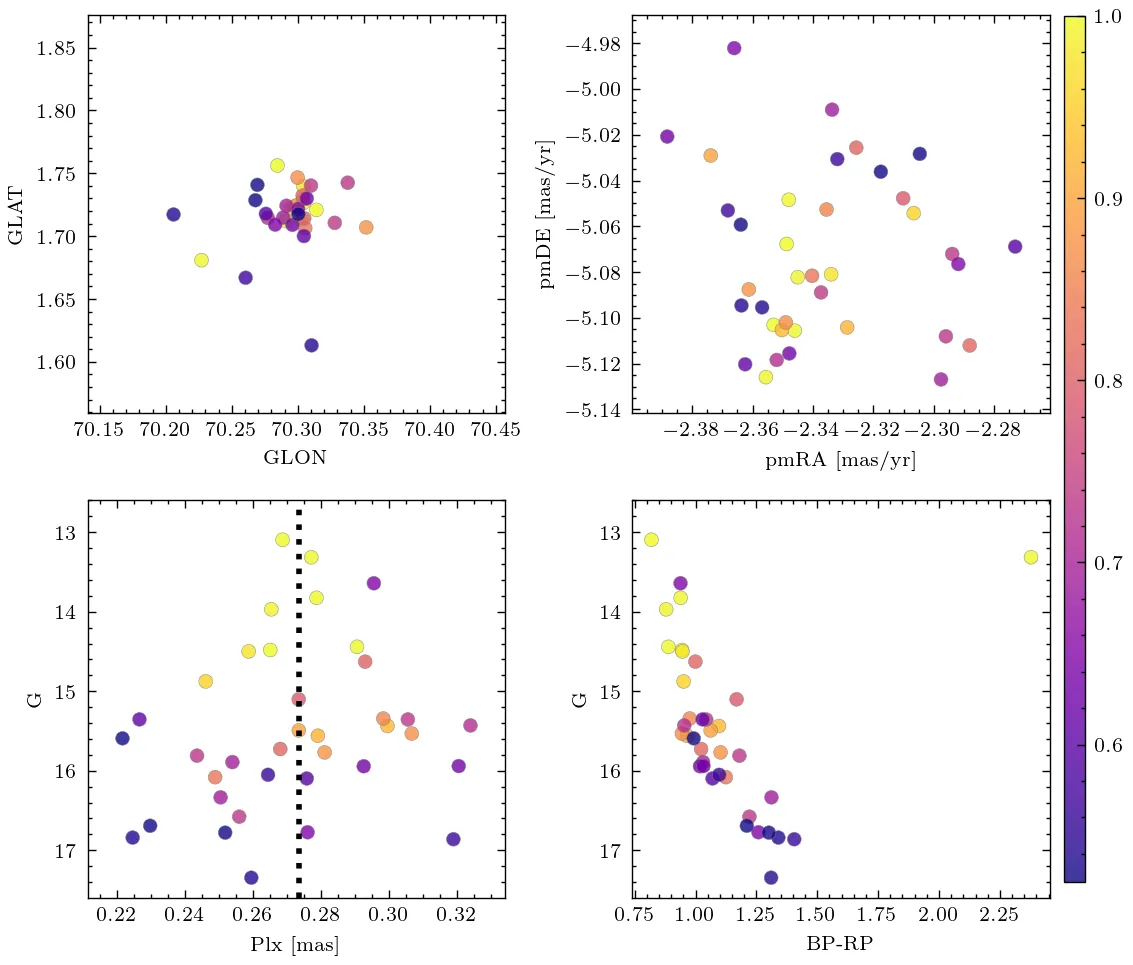 1.85
1.80
1.75
1.70
1.65
1.60
GLAT
70.15 70.20 70.25 70.30 70.35 70.40 70.45
GLON
−4.98
−5.00
−5.02
−5.04
−5.06
−5.08
−5.10
−5.12
−5.14
pmDE [mas/yr]
−2.38 −2.36 −2.34 −2.32 −2.30 −2.28
pmRA [mas/yr]
1.0
0.9
0.8
0.7
0.6
13
14
15
16
17
G
0.22 0.24 0.26 0.28 0.30 0.32
Plx [mas]
13
14
15
16
17
G
0.75 1.00 1.25 1.50 1.75 2.00 2.25
BP-RP